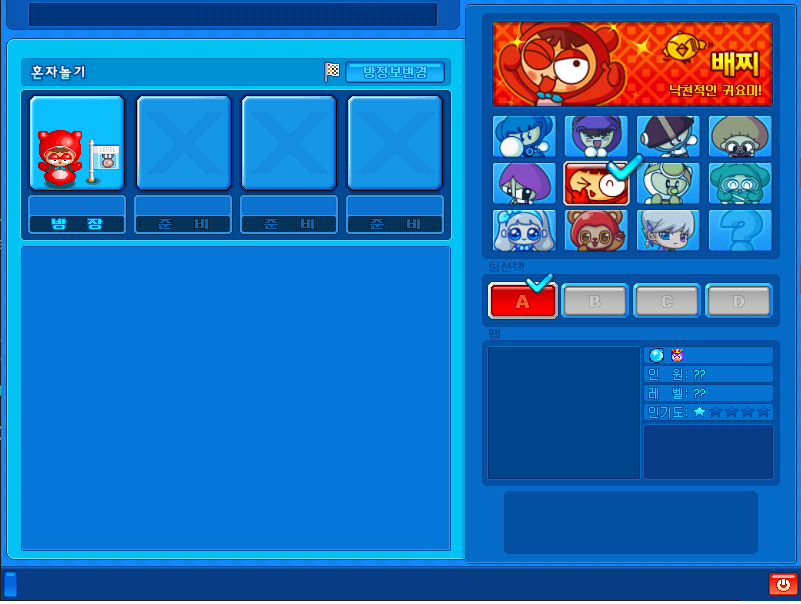 혼자놀기
방정보변경
LEVEL
방 장
준 비
준 비
준 비
배찌
낙천적인 귀요미!
팀선택
A
B
C
D
맵
인 원: ??
레 벨: ??
인기도: